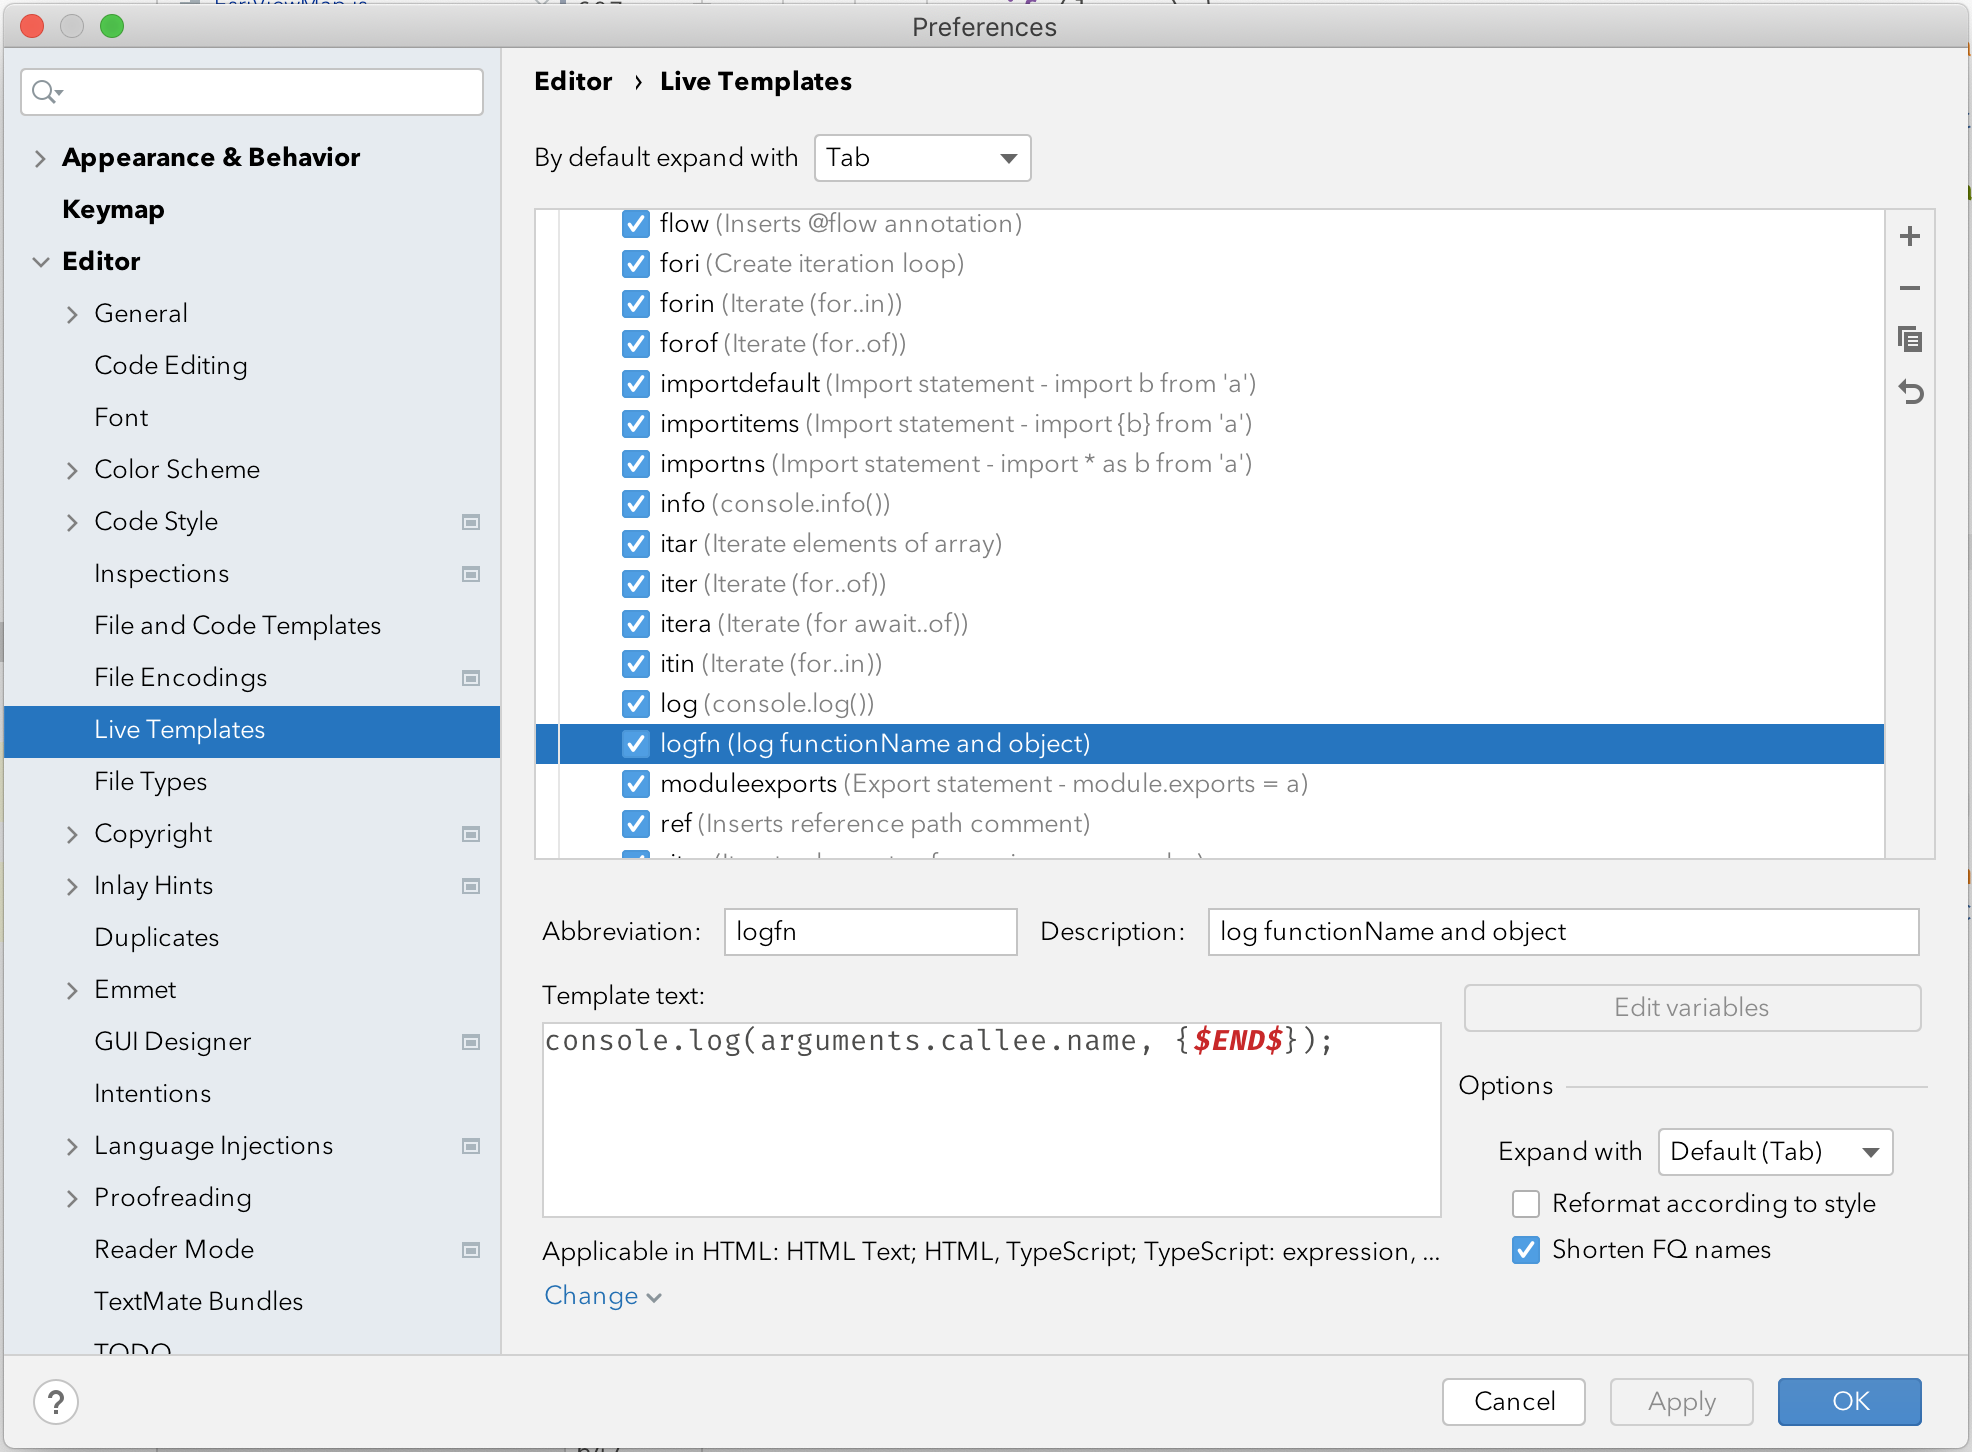 Preferences
Appearance & Behavior
Keymap
Editor
General
Code Editing
Font
Color Scheme
Code Style
Inspections
File and Code Templates
File Encodings
Live Templates
File Types
Copyright
Inlay Hints
Duplicates
Emmet
GUI Designer
Intentions
Language Injections
Proofreading
Reader Mode
TextMate Bundles
TODO
Editor › Live Templates
By default expand with Tab
flow (Inserts @flow annotation)
fori (Create iteration loop)
forin (Iterate (for..in))
forof (Iterate (for..of))
importdefault (Import statement - import b from 'a')
importitems (Import statement - import {b} from 'a')
importns (Import statement - import * as b from 'a')
info (console.info())
itar (Iterate elements of array)
iter (Iterate (for..of))
itera (Iterate (for await..of))
itin (Iterate (for..in))
log (console.log())
logfn (log functionName and object)
moduleexports (Export statement - module.exports = a)
ref (Inserts reference path comment)
Abbreviation: logfn Description: log functionName and object
Template text:
Edit variables
console.log(arguments.callee.name, {$END$});
Options
Expand with Default (Tab)
Reformat according to style
Shorten FQ names
Applicable in HTML: HTML Text; HTML, TypeScript; TypeScript: expression, ...
Change
?
Cancel
Apply
OK